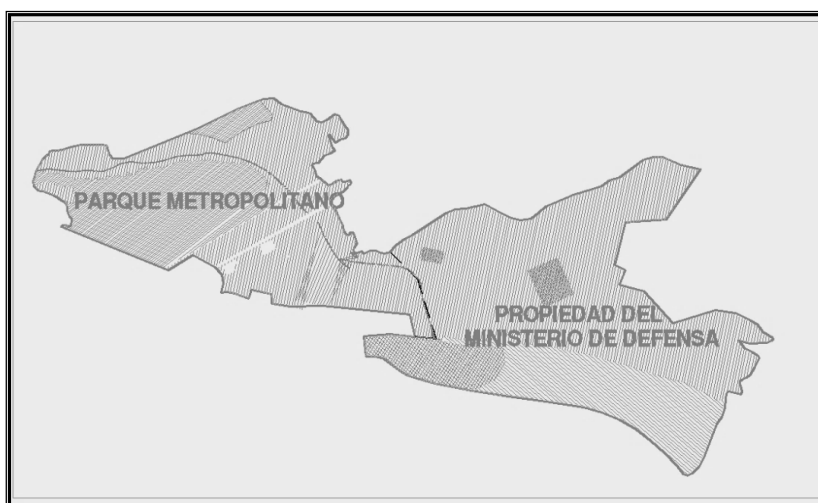 PARQUE METROPOLITANO
PROPIEDAD DEL
MINISTERIO DE DEFENSA